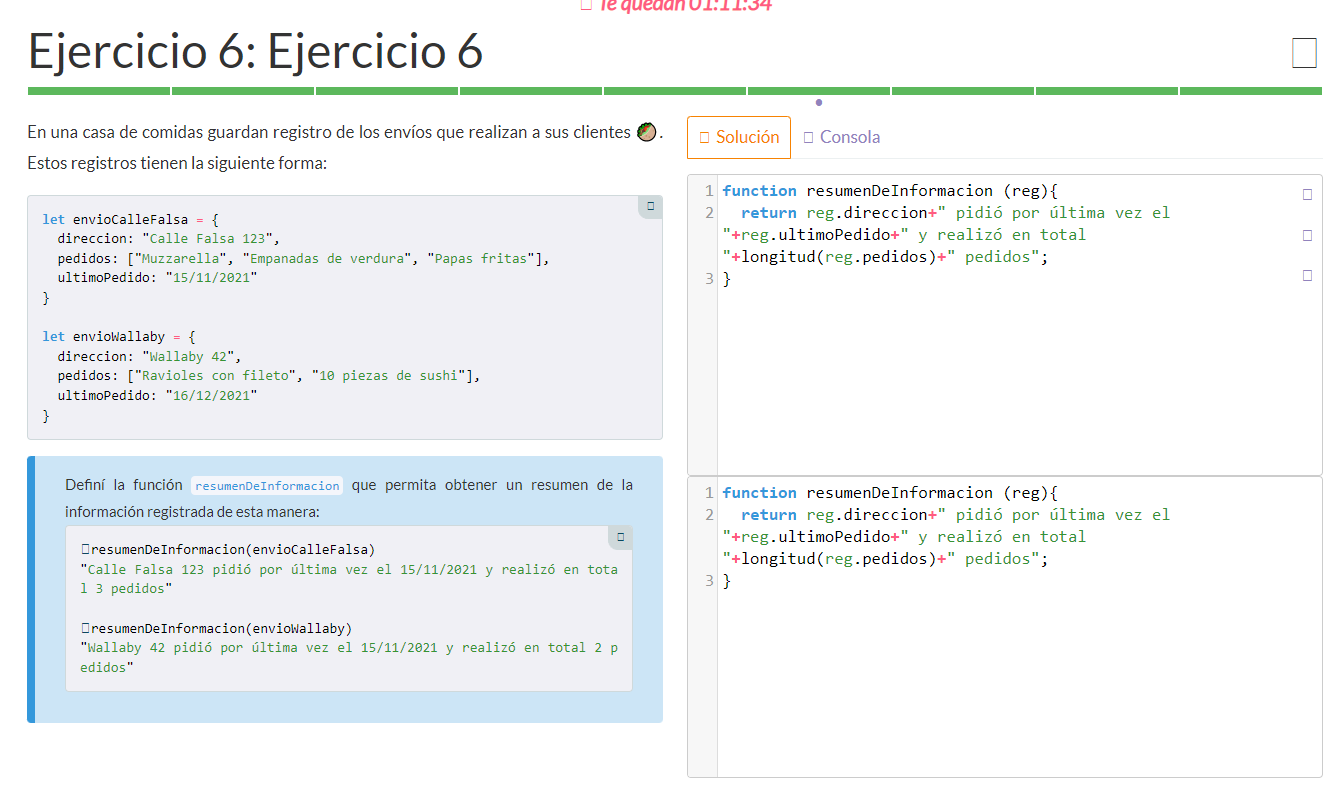 Te quedan 01:11:34
Ejercicio 6: Ejercicio 6
En una casa de comidas guardan registro de los envíos que realizan a sus clientes 🌯.
Estos registros tienen la siguiente forma:
let envioCalleFalsa = {
  direccion: "Calle Falsa 123",
  pedidos: ["Muzzarella", "Empanadas de verdura", "Papas fritas"],
  ultimoPedido: "15/11/2021"
}
let envioWallaby = {
  direccion: "Wallaby 42",
  pedidos: ["Ravioles con fileto", "10 piezas de sushi"],
  ultimoPedido: "16/12/2021"
}
Definí la función resumenDeInformacion que permita obtener un resumen de la
información registrada de esta manera:
resumenDeInformacion(envioCalleFalsa)
"Calle Falsa 123 pidió por última vez el 15/11/2021 y realizó en tota
l 3 pedidos"
resumenDeInformacion(envioWallaby)
"Wallaby 42 pidió por última vez el 15/11/2021 y realizó en total 2 p
edidos"
Solución Consola
1 function resumenDeInformacion (reg){
2   return reg.direccion+" pidió por última vez el
"+reg.ultimoPedido+" y realizó en total
"+longitud(reg.pedidos)+" pedidos";
3 }
1 function resumenDeInformacion (reg){
2   return reg.direccion+" pidió por última vez el
"+reg.ultimoPedido+" y realizó en total
"+longitud(reg.pedidos)+" pedidos";
3 }